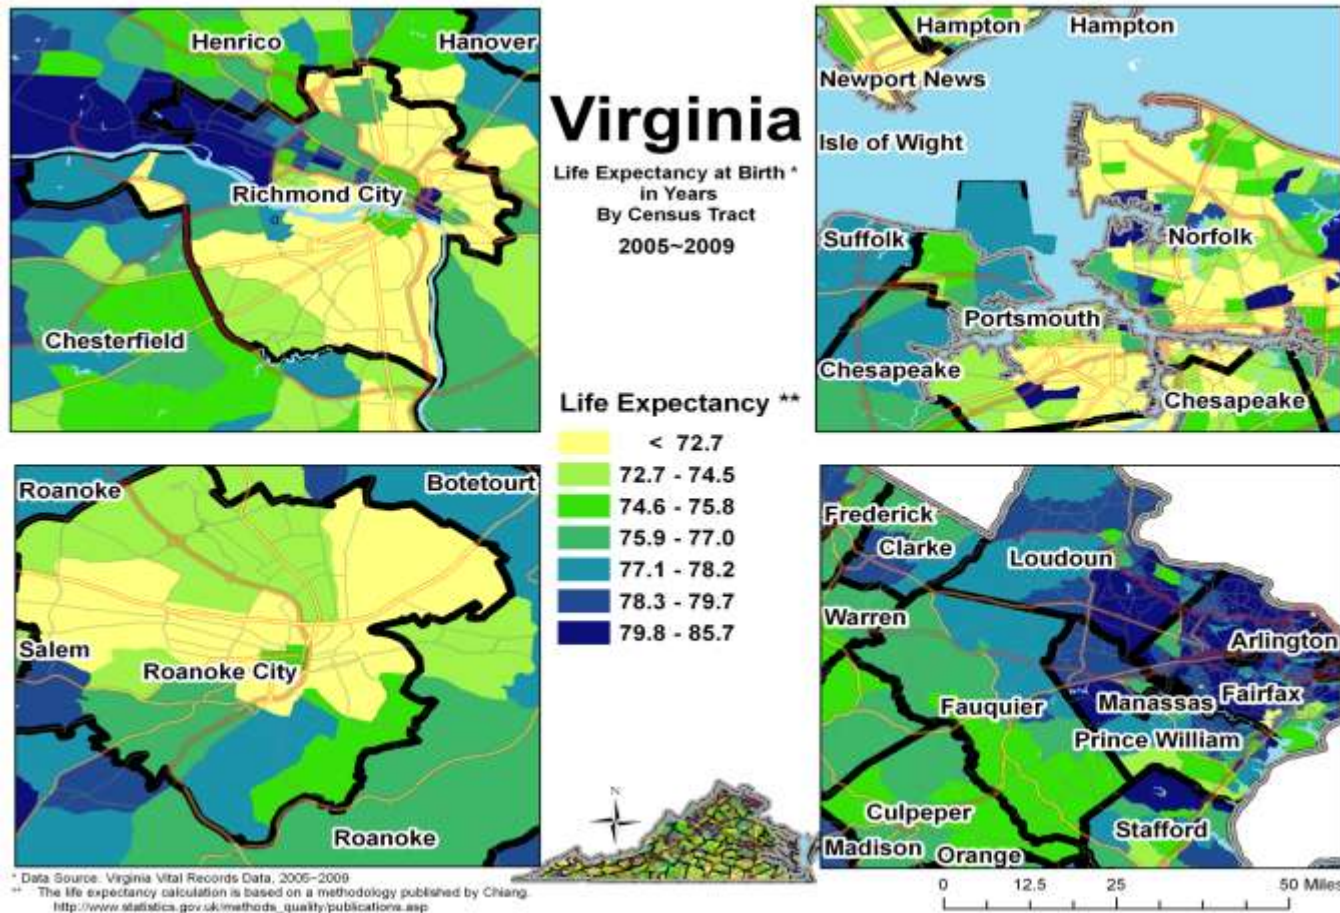 Henrico
Hanover
Richmond City
Chesterfield
Virginia
Life Expectancy at Birth *
in Years
By Census Tract
2005~2009
Hampton
Hampton
Newport News
Isle of Wight
Suffolk
Norfolk
Portsmouth
Chesapeake
Chesapeake
Life Expectancy **
< 72.7
72.7 - 74.5
74.6 - 75.8
75.9 - 77.0
77.1 - 78.2
78.3 - 79.7
79.8 - 85.7
Roanoke
Botetourt
Salem
Roanoke City
Roanoke
Frederick
Clarke
Loudoun
Warren
Arlington
Fauquier
Manassas
Fairfax
Prince William
Culpeper
Stafford
Madison
Orange
N
0 12.5 25 50 Miles
* Data Source: Virginia Vital Records Data, 2005~2009
** The life expectancy calculation is based on a methodology published by Chiang.
http://www.statistics.gov.uk/methods_quality/publications.asp